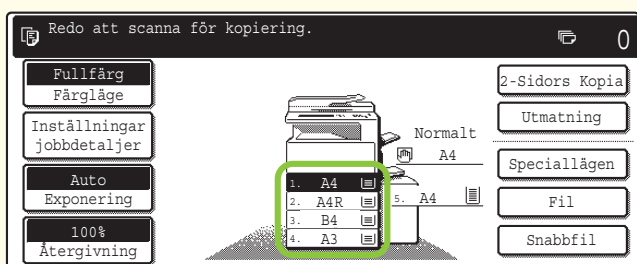 Redo att scanna för kopiering.
0
Fullfärg
Färgläge
Inställningar
jobbdetaljer
Auto
Exponering
100%
Återgivning
Normalt
A4
1. A4
2. A4R
3. B4
4. A3
5. A4
2-Sidors Kopia
Utmatning
Speciallägen
Fil
Snabbfil